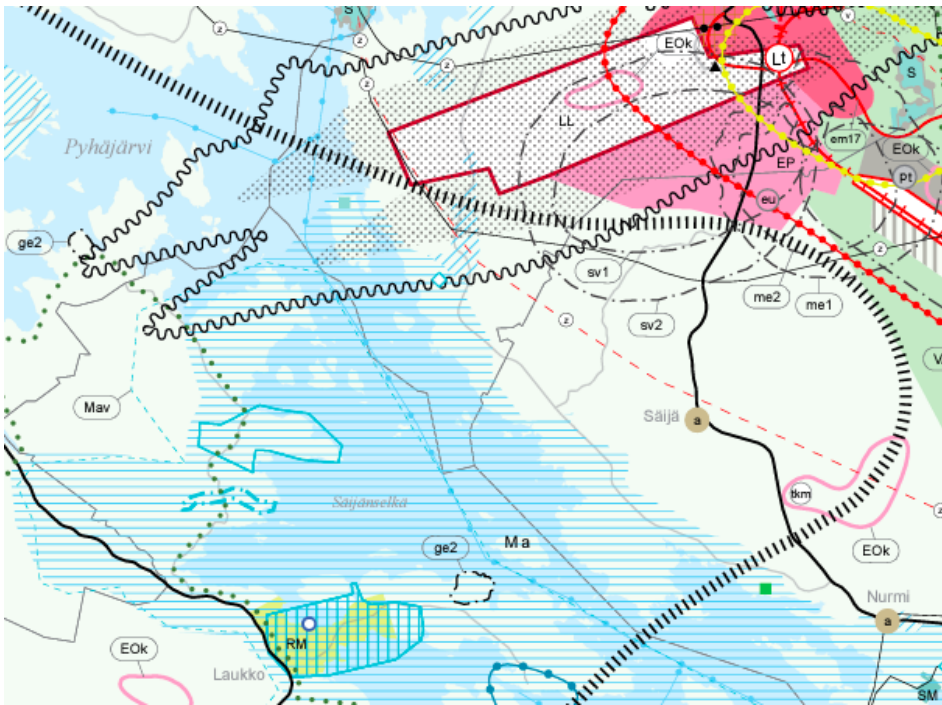 S
z
z
z
v
EOk
Lt
S
z
LL
em17
EOk
EP
pt
Pyhäjärvi
eu
ge2
z
sv1
me2
me1
sv2
z
Mav
Säijä
a
tkm
Säijänselkä
z
ge2
Ma
EOk
Nurmi
a
RM
EOk
Laukko
SM